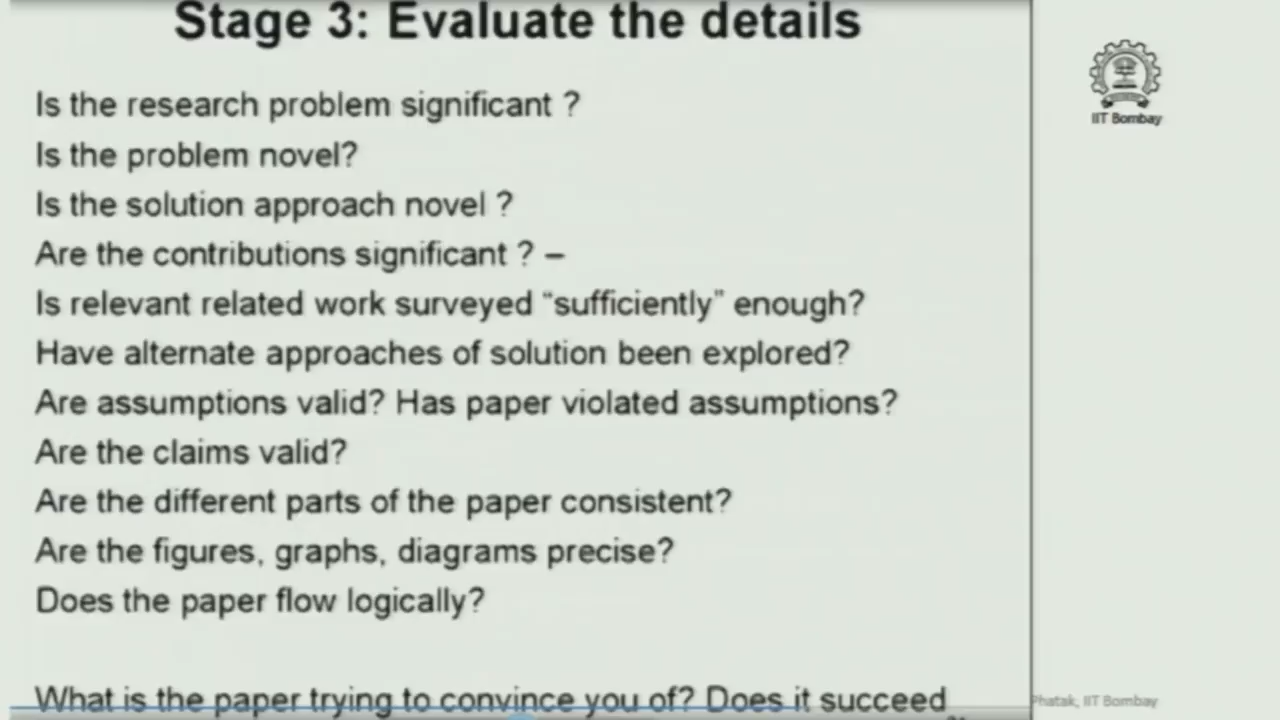 Stage 3: Evaluate the details
Is the research problem significant ?
Is the problem novel?
Is the solution approach novel ?
Are the contributions significant ? –
Is relevant related work surveyed “sufficiently” enough?
Have alternate approaches of solution been explored?
Are assumptions valid? Has paper violated assumptions?
Are the claims valid?
Are the different parts of the paper consistent?
Are the figures, graphs, diagrams precise?
Does the paper flow logically?
What is the paper trying to convince you of? Does it succeed
IIT Bombay
Phatak, IIT Bombay